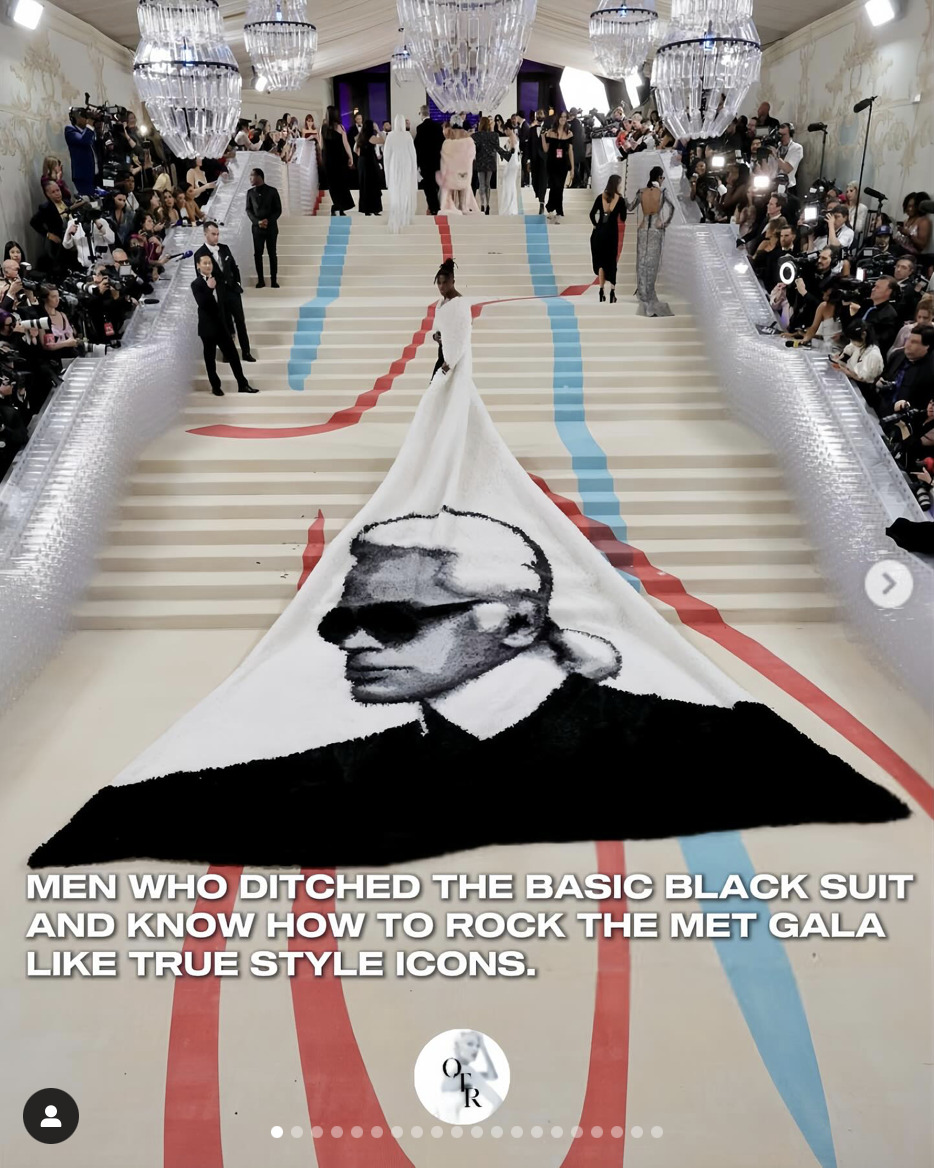 MEN WHO DITCHED THE BASIC BLACK SUIT
AND KNOW HOW TO ROCK THE MET GALA
LIKE TRUE STYLE ICONS.
OTR